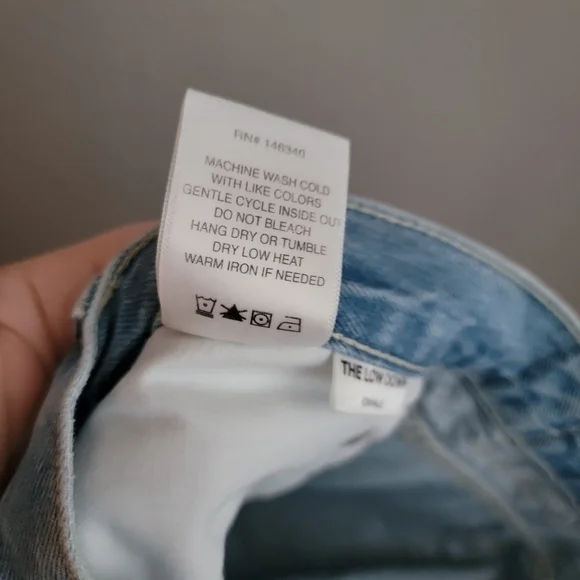 RN# 146340
MACHINE WASH COLD
WITH LIKE COLORS
GENTLE CYCLE INSIDE OUT
DO NOT BLEACH
HANG DRY OR TUMBLE
DRY LOW HEAT
WARM IRON IF NEEDED
THE LOW DOWN